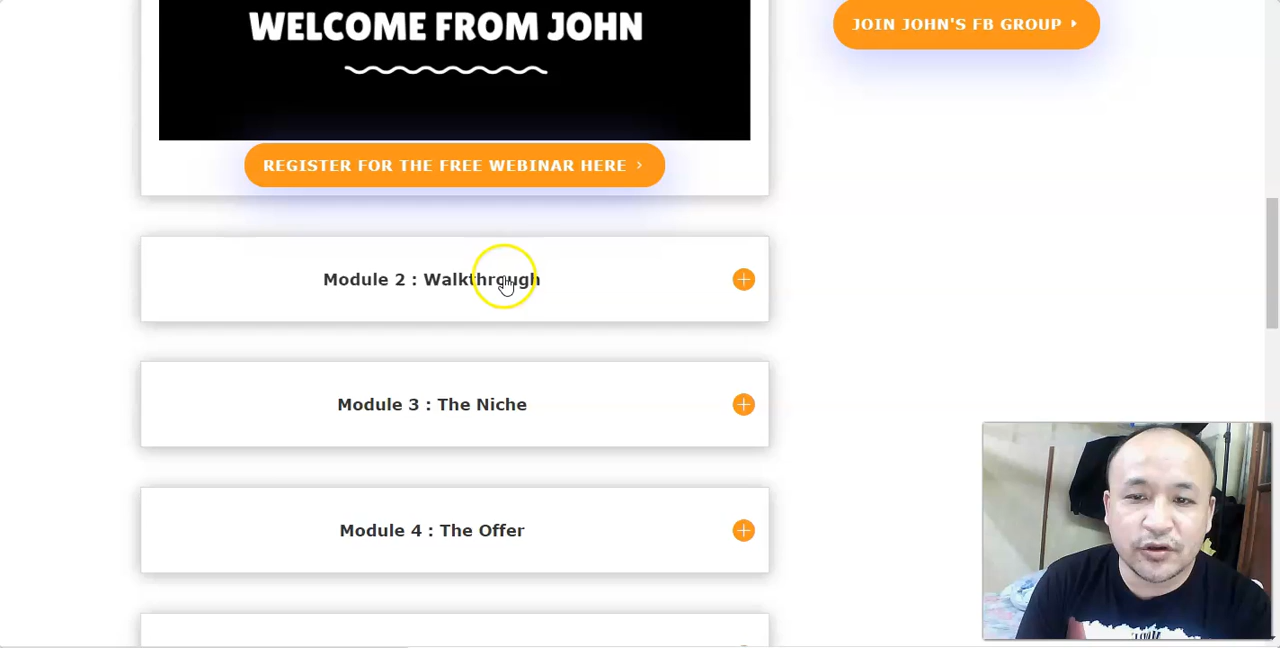 WELCOME FROM JOHN
JOIN JOHN'S FB GROUP
REGISTER FOR THE FREE WEBINAR HERE
Module 2 : Walkthrough
Module 3 : The Niche
Module 4 : The Offer